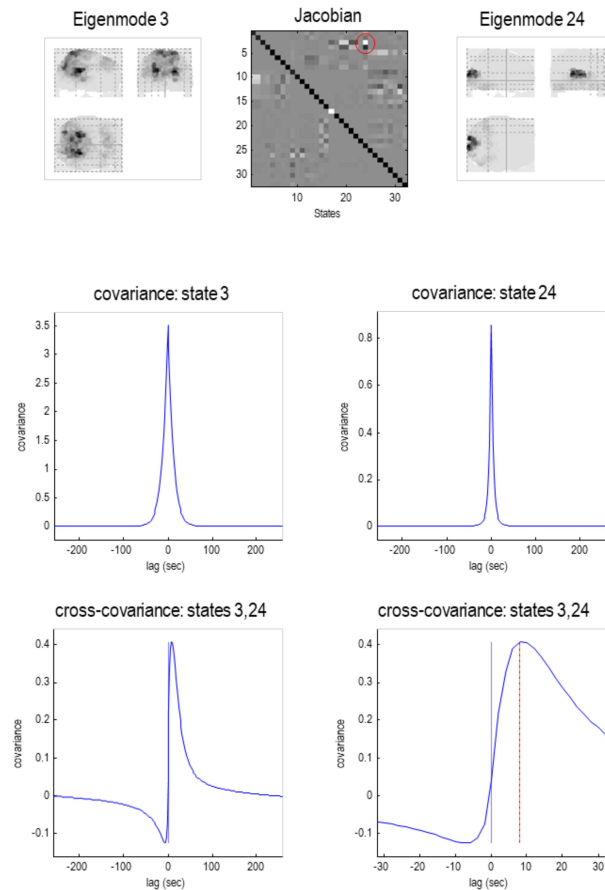 Eigenmode 3
Jacobian
Eigenmode 24
5
10
15
20
25
30
10 20 30
States
covariance: state 3
covariance: state 24
3.5
3
2.5
2
1.5
1
0.5
0
covariance
-200 -100 0 100 200
lag (sec)
0.8
0.6
0.4
0.2
0
covariance
-200 -100 0 100 200
lag (sec)
cross-covariance: states 3,24
cross-covariance: states 3,24
0.4
0.3
0.2
0.1
0
-0.1
covariance
-200 -100 0 100 200
lag (sec)
0.4
0.3
0.2
0.1
0
-0.1
covariance
-30 -20 -10 0 10 20 30
lag (sec)